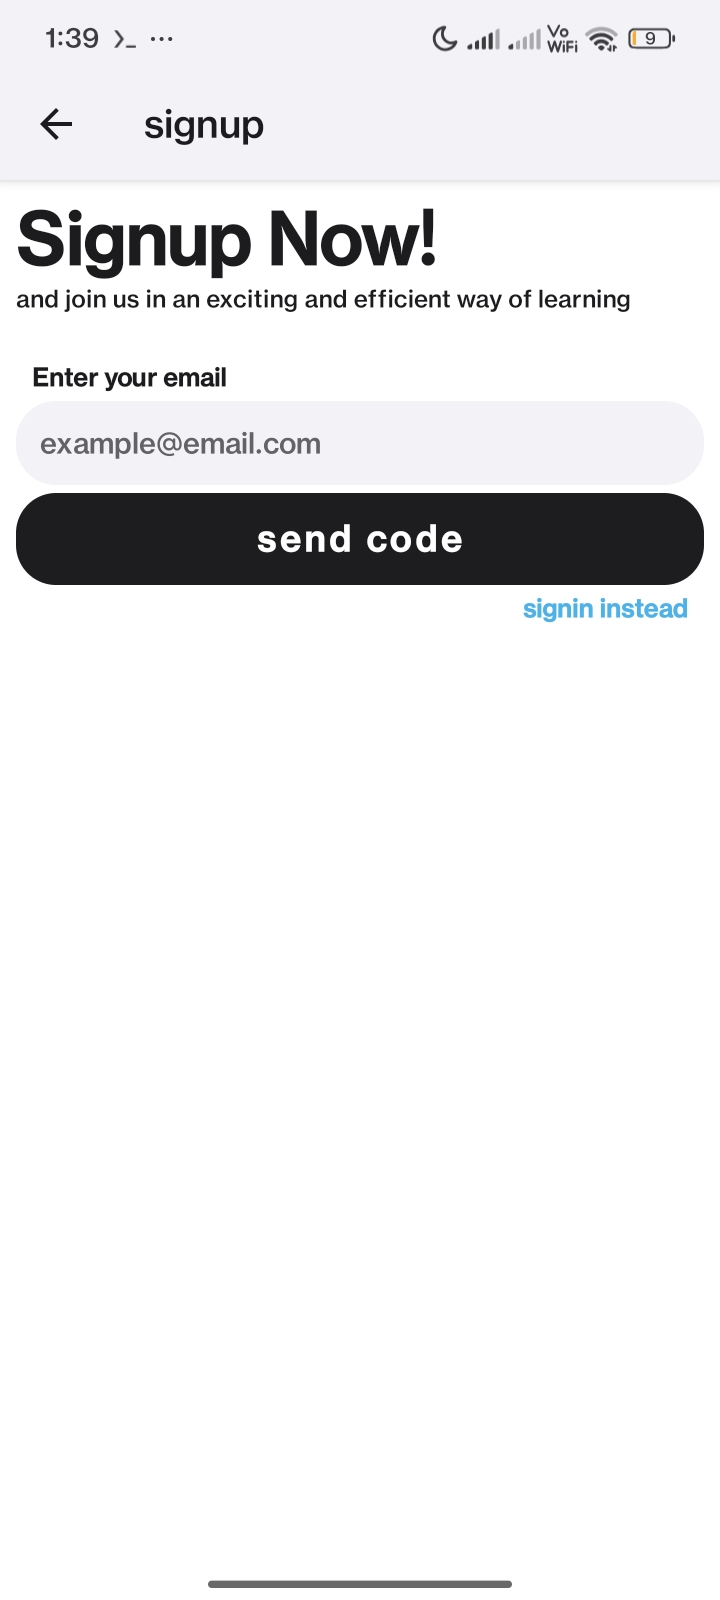 1:39 >_ ...
Vo
WiFi
9
signup
Signup Now!
and join us in an exciting and efficient way of learning
Enter your email
example@email.com
send code
signin instead